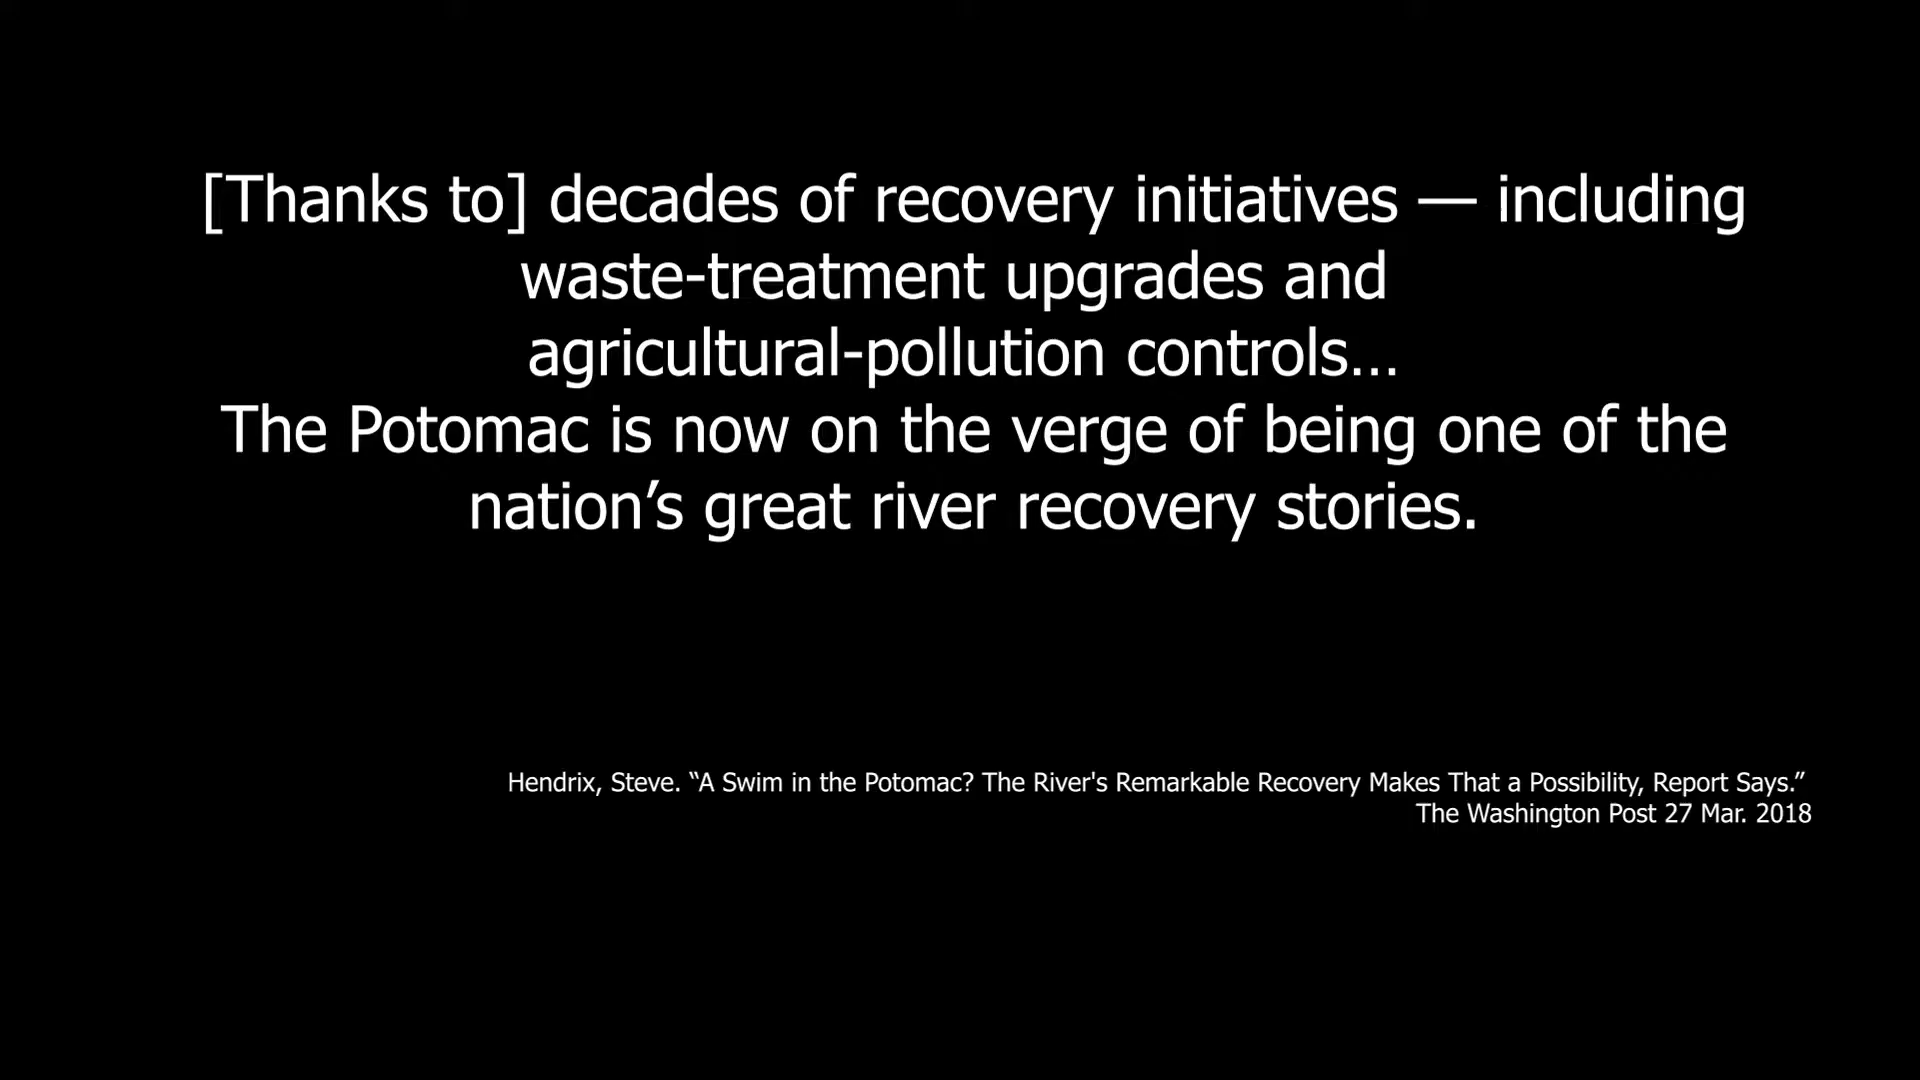 [Thanks to] decades of recovery initiatives — including
waste-treatment upgrades and
agricultural-pollution controls…
The Potomac is now on the verge of being one of the
nation’s great river recovery stories.
Hendrix, Steve. “A Swim in the Potomac? The River's Remarkable Recovery Makes That a Possibility, Report Says.”
The Washington Post 27 Mar. 2018